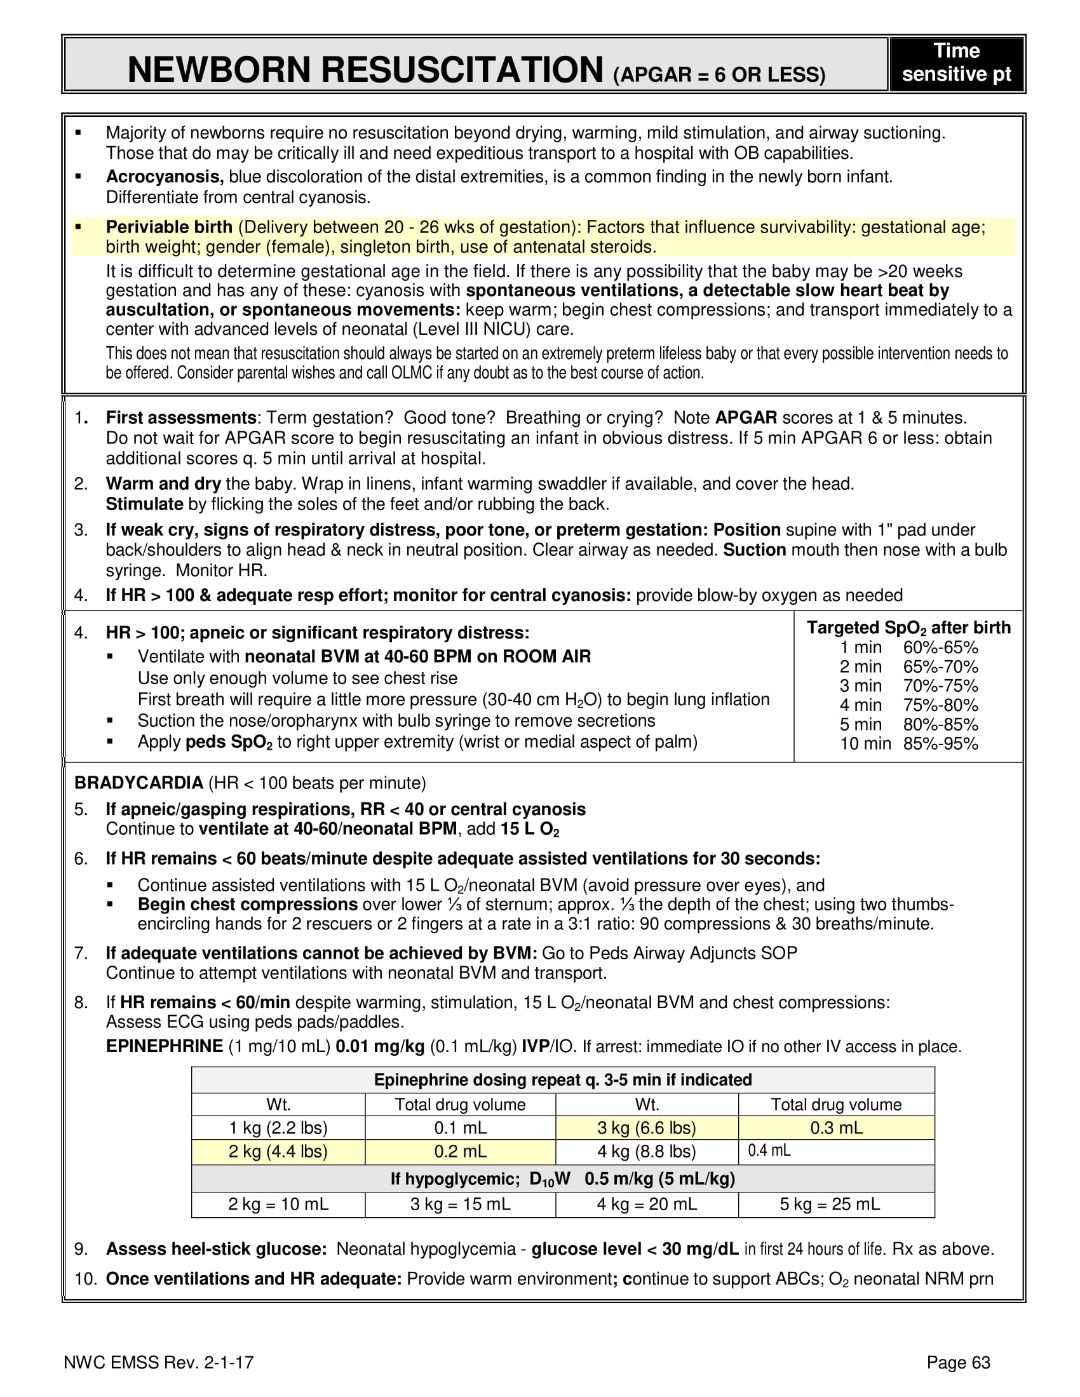 NEWBORN RESUSCITATION (APGAR = 6 OR LESS)
Time
sensitive pt
▪ Majority of newborns require no resuscitation beyond drying, warming, mild stimulation, and airway suctioning.
Those that do may be critically ill and need expeditious transport to a hospital with OB capabilities.
▪ Acrocyanosis, blue discoloration of the distal extremities, is a common finding in the newly born infant.
Differentiate from central cyanosis.
▪ Periviable birth (Delivery between 20 - 26 wks of gestation): Factors that influence survivability: gestational age;
birth weight; gender (female), singleton birth, use of antenatal steroids.
It is difficult to determine gestational age in the field. If there is any possibility that the baby may be >20 weeks
gestation and has any of these: cyanosis with spontaneous ventilations, a detectable slow heart beat by
auscultation, or spontaneous movements: keep warm; begin chest compressions; and transport immediately to a
center with advanced levels of neonatal (Level III NICU) care.
This does not mean that resuscitation should always be started on an extremely preterm lifeless baby or that every possible intervention needs to
be offered. Consider parental wishes and call OLMC if any doubt as to the best course of action.
1. First assessments: Term gestation? Good tone? Breathing or crying? Note APGAR scores at 1 & 5 minutes.
Do not wait for APGAR score to begin resuscitating an infant in obvious distress. If 5 min APGAR 6 or less: obtain
additional scores q. 5 min until arrival at hospital.
2. Warm and dry the baby. Wrap in linens, infant warming swaddler if available, and cover the head.
Stimulate by flicking the soles of the feet and/or rubbing the back.
3. If weak cry, signs of respiratory distress, poor tone, or preterm gestation: Position supine with 1" pad under
back/shoulders to align head & neck in neutral position. Clear airway as needed. Suction mouth then nose with a bulb
syringe. Monitor HR.
4. If HR > 100 & adequate resp effort; monitor for central cyanosis: provide blow-by oxygen as needed
4. HR > 100; apneic or significant respiratory distress:
▪ Ventilate with neonatal BVM at 40-60 BPM on ROOM AIR
Use only enough volume to see chest rise
First breath will require a little more pressure (30-40 cm H₂O) to begin lung inflation
▪ Suction the nose/oropharynx with bulb syringe to remove secretions
▪ Apply peds SpO₂ to right upper extremity (wrist or medial aspect of palm)
Targeted SpO₂ after birth
1 min 60%-65%
2 min 65%-70%
3 min 70%-75%
4 min 75%-80%
5 min 80%-85%
10 min 85%-95%
BRADYCARDIA (HR < 100 beats per minute)
5. If apneic/gasping respirations, RR < 40 or central cyanosis
Continue to ventilate at 40-60/neonatal BPM, add 15 L O₂
6. If HR remains < 60 beats/minute despite adequate assisted ventilations for 30 seconds:
▪ Continue assisted ventilations with 15 L O₂/neonatal BVM (avoid pressure over eyes), and
▪ Begin chest compressions over lower ⅓ of sternum; approx. ⅓ the depth of the chest; using two thumbs-
encircling hands for 2 rescuers or 2 fingers at a rate in a 3:1 ratio: 90 compressions & 30 breaths/minute.
7. If adequate ventilations cannot be achieved by BVM: Go to Peds Airway Adjuncts SOP
Continue to attempt ventilations with neonatal BVM and transport.
8. If HR remains < 60/min despite warming, stimulation, 15 L O₂/neonatal BVM and chest compressions:
Assess ECG using peds pads/paddles.
EPINEPHRINE (1 mg/10 mL) 0.01 mg/kg (0.1 mL/kg) IVP/IO. If arrest: immediate IO if no other IV access in place.
Epinephrine dosing repeat q. 3-5 min if indicated
Wt. Total drug volume Wt. Total drug volume
1 kg (2.2 lbs) 0.1 mL 3 kg (6.6 lbs) 0.3 mL
2 kg (4.4 lbs) 0.2 mL 4 kg (8.8 lbs) 0.4 mL
If hypoglycemic; D₁₀W 0.5 m/kg (5 mL/kg)
2 kg = 10 mL 3 kg = 15 mL 4 kg = 20 mL 5 kg = 25 mL
9. Assess heel-stick glucose: Neonatal hypoglycemia - glucose level < 30 mg/dL in first 24 hours of life. Rx as above.
10. Once ventilations and HR adequate: Provide warm environment; continue to support ABCs; O₂ neonatal NRM prn
NWC EMSS Rev. 2-1-17
Page 63